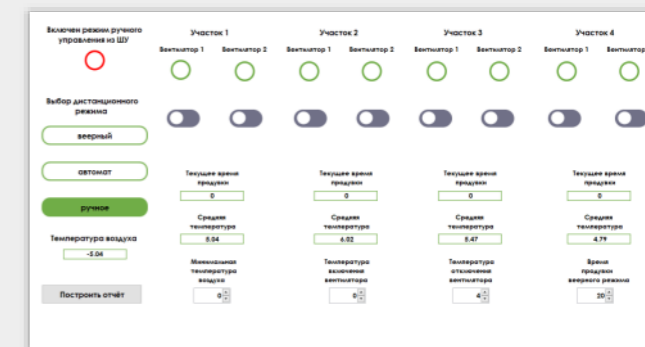 Включен режим ручного
управления из ШУ
Участок 1
Участок 2
Участок 3
Участок 4
Вентилятор 1
Вентилятор 2
Вентилятор 1
Вентилятор 2
Вентилятор 1
Вентилятор 2
Вентилятор 1
Вентилятор
Выбор дистанционного
режима
веерный
автомат
ручное
Температура воздуха
-5.04
Построить отчёт
Текущее время
продувки
0
Текущее время
продувки
0
Текущее время
продувки
0
Текущее время
продувки
0
Средняя
температура
5.04
Средняя
температура
6.02
Средняя
температура
5.47
Средняя
температура
4.79
Минимальная
температура
воздуха
0
Температура
включения
вентилятора
0
Температура
отключения
вентилятора
4
Время
продувки
веерного режима
20